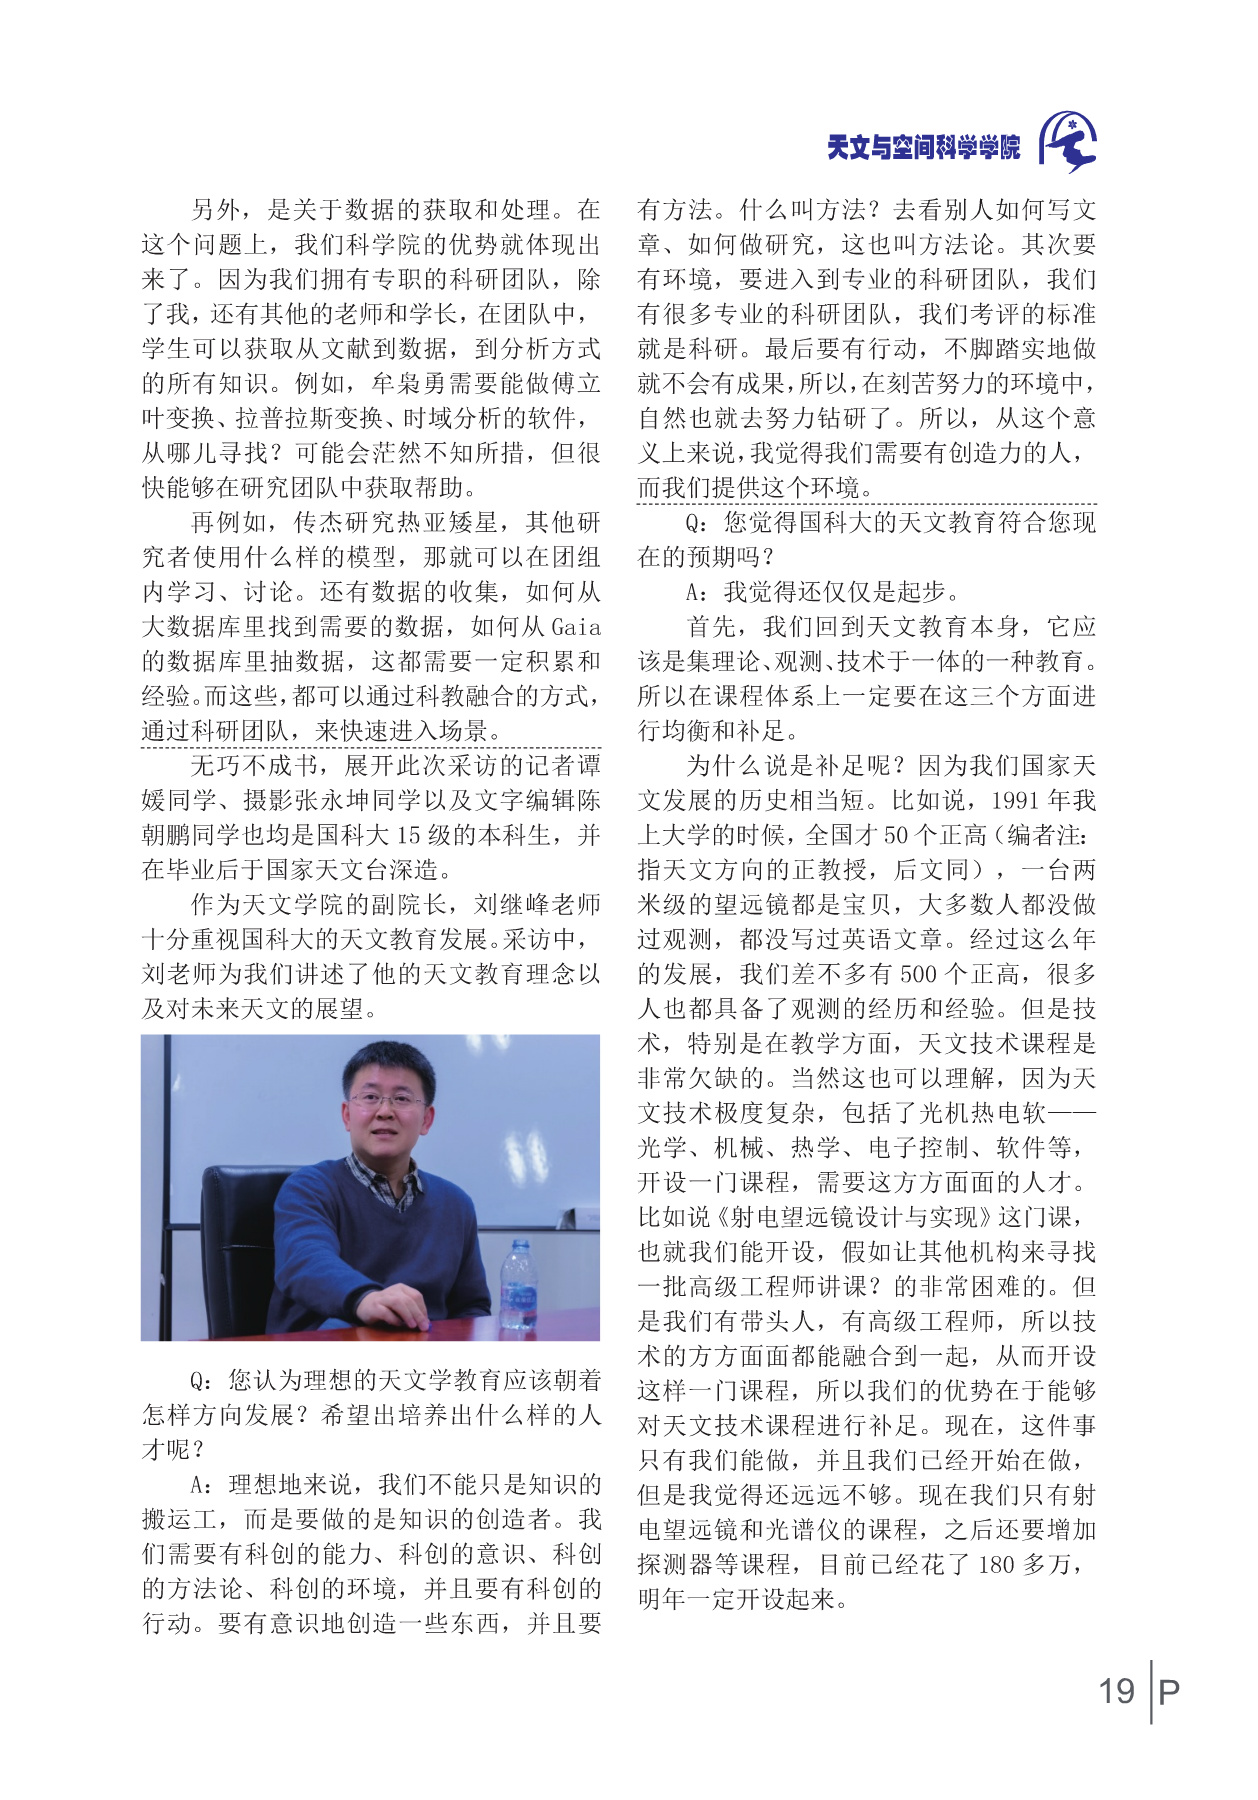 天文与空间科学学院
另外，是关于数据的获取和处理。在
这个问题上，我们科学院的优势就体现出
来了。因为我们拥有专职的科研团队，除
了我，还有其他的老师和学长，在团队中，
学生可以获取从文献到数据，到分析方式
的所有知识。例如，牟枭勇需要能做傅立
叶变换、拉普拉斯变换、时域分析的软件，
从哪儿寻找？可能会茫然不知所措，但很
快能够在研究团队中获取帮助。
再例如，传杰研究热亚矮星，其他研
究者使用什么样的模型，那就可以在团组
内学习、讨论。还有数据的收集，如何从
大数据库里找到需要的数据，如何从 Gaia
的数据库里抽数据，这都需要一定积累和
经验。而这些，都可以通过科教融合的方式，
通过科研团队，来快速进入场景。
无巧不成书，展开此次采访的记者谭
媛同学、摄影张永坤同学以及文字编辑陈
朝鹏同学也均是国科大 15 级的本科生，并
在毕业后于国家天文台深造。
作为天文学院的副院长，刘继峰老师
十分重视国科大的天文教育发展。采访中，
刘老师为我们讲述了他的天文教育理念以
及对未来天文的展望。
Q：您认为理想的天文学教育应该朝着
怎样方向发展？希望出培养出什么样的人
才呢？
A：理想地来说，我们不能只是知识的
搬运工，而是要做的是知识的创造者。我
们需要有科创的能力、科创的意识、科创
的方法论、科创的环境，并且要有科创的
行动。要有意识地创造一些东西，并且要
有方法。什么叫方法？去看别人如何写文
章、如何做研究，这也叫方法论。其次要
有环境，要进入到专业的科研团队，我们
有很多专业的科研团队，我们考评的标准
就是科研。最后要有行动，不脚踏实地做
就不会有成果，所以，在刻苦努力的环境中，
自然也就去努力钻研了。所以，从这个意
义上来说，我觉得我们需要有创造力的人，
而我们提供这个环境。
Q：您觉得国科大的天文教育符合您现
在的预期吗？
A：我觉得还仅仅是起步。
首先，我们回到天文教育本身，它应
该是集理论、观测、技术于一体的一种教育。
所以在课程体系上一定要在这三个方面进
行均衡和补足。
为什么说是补足呢？因为我们国家天
文发展的历史相当短。比如说，1991 年我
上大学的时候，全国才 50 个正高（编者注：
指天文方向的正教授，后文同），一台两
米级的望远镜都是宝贝，大多数人都没做
过观测，都没写过英语文章。经过这么年
的发展，我们差不多有 500 个正高，很多
人也都具备了观测的经历和经验。但是技
术，特别是在教学方面，天文技术课程是
非常欠缺的。当然这也可以理解，因为天
文技术极度复杂，包括了光机热电软——
光学、机械、热学、电子控制、软件等，
开设一门课程，需要这方方面面的人才。
比如说《射电望远镜设计与实现》这门课，
也就我们能开设，假如让其他机构来寻找
一批高级工程师讲课？的非常困难的。但
是我们有带头人，有高级工程师，所以技
术的方方面面都能融合到一起，从而开设
这样一门课程，所以我们的优势在于能够
对天文技术课程进行补足。现在，这件事
只有我们能做，并且我们已经开始在做，
但是我觉得还远远不够。现在我们只有射
电望远镜和光谱仪的课程，之后还要增加
探测器等课程，目前已经花了 180 多万，
明年一定开设起来。
19 P